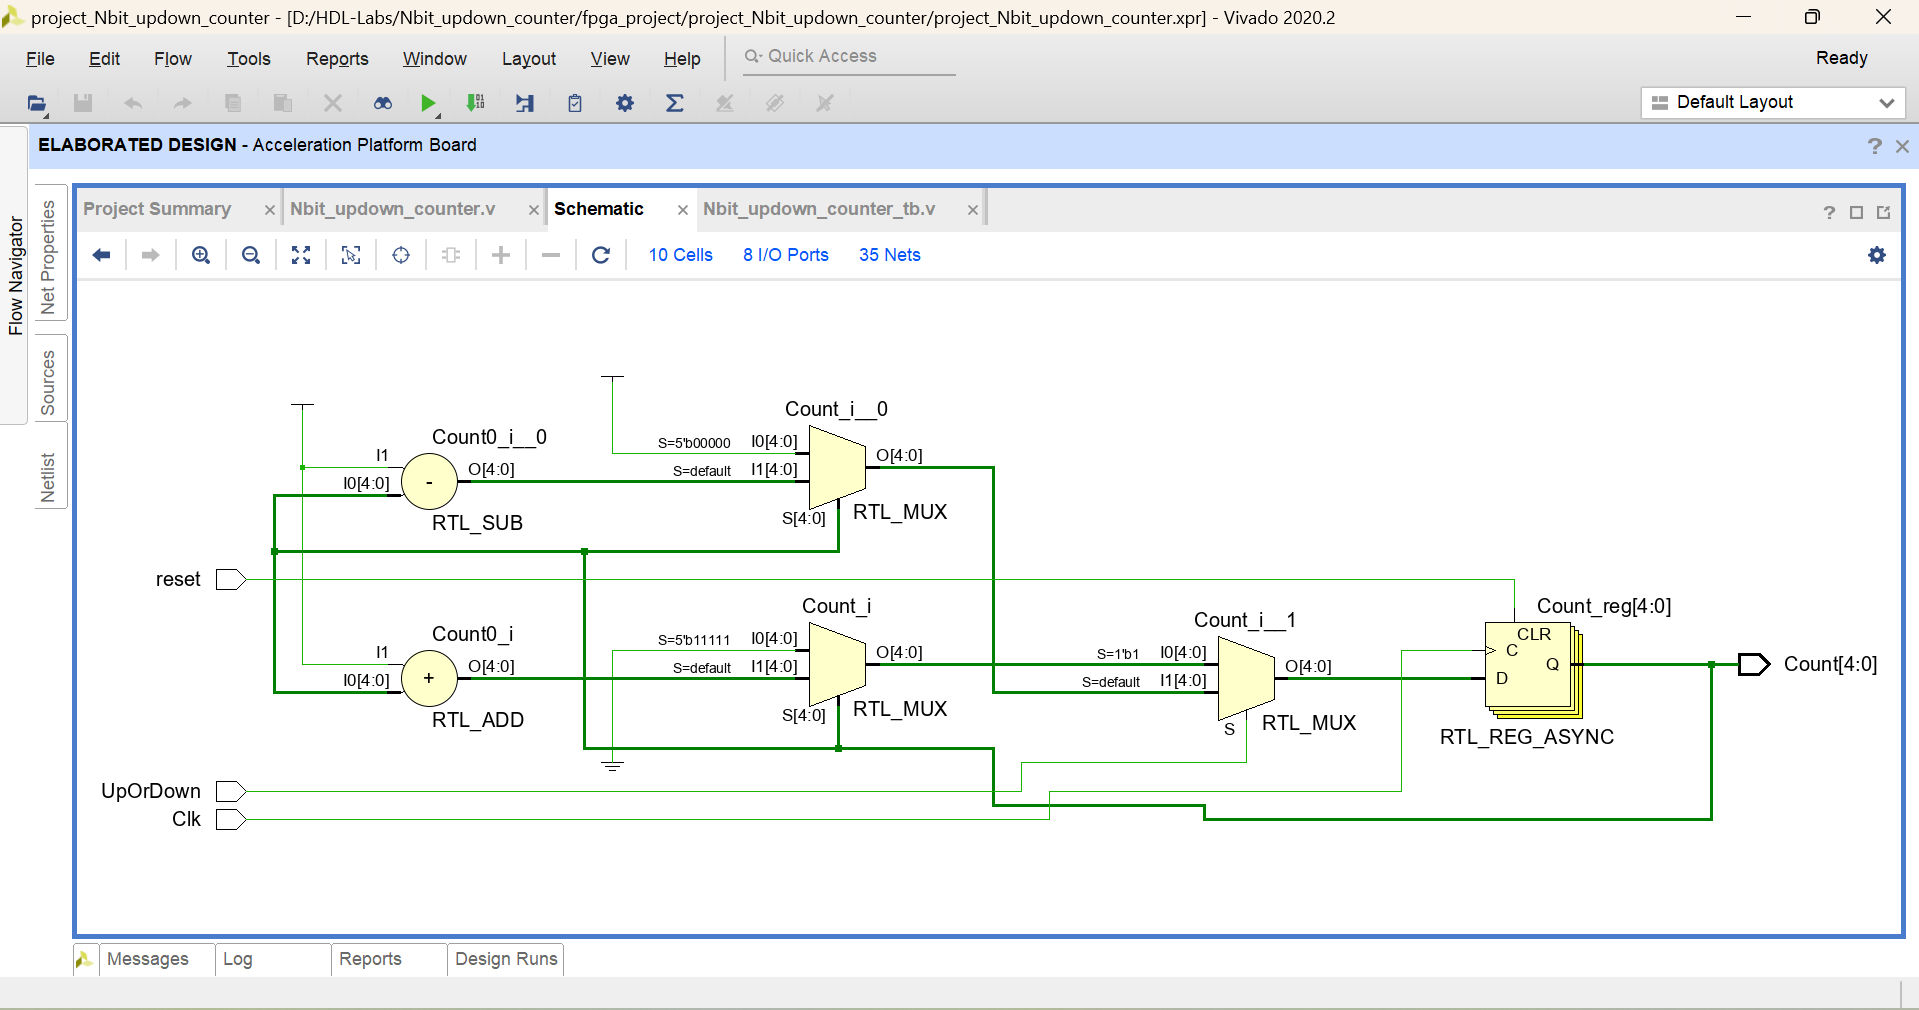 project_Nbit_updown_counter - [D:/HDL-Labs/Nbit_updown_counter/fpga_project/project_Nbit_updown_counter/project_Nbit_updown_counter.xpr] - Vivado 2020.2
File Edit Flow Tools Reports Window Layout View Help Quick Access Ready
Default Layout
ELABORATED DESIGN - Acceleration Platform Board ?
Flow Navigator
Net Properties
Sources
Netlist
Project Summary Nbit_updown_counter.v Schematic Nbit_updown_counter_tb.v ?
10 Cells 8 I/O Ports 35 Nets
Count_i__0
Count0_i__0
S=5'b00000 I0[4:0]
I1 O[4:0] S=default I1[4:0] O[4:0]
I0[4:0] -
RTL_SUB S[4:0] RTL_MUX
reset
Count_i Count_i__1 Count_reg[4:0]
Count0_i
S=5'b11111 I0[4:0] CLR
I1 O[4:0] S=default I1[4:0] O[4:0] S=1'b1 I0[4:0] O[4:0] C Q Count[4:0]
I0[4:0] + S=default I1[4:0] D
RTL_ADD S[4:0] RTL_MUX S RTL_MUX RTL_REG_ASYNC
UpOrDown
Clk
Messages Log Reports Design Runs